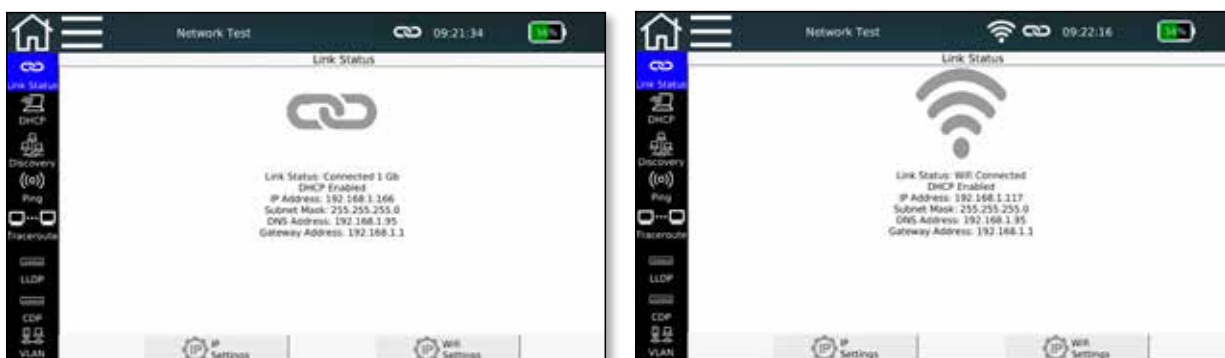 Network Test
09:21:34
Link Status
Link Status
DHCP
Discovery
Ping
Traceroute
LLDP
CDP
VLAN
Link Status: Connected 1 Gb
DHCP Enabled
IP Address: 192.168.1.166
Subnet Mask: 255.255.255.0
DNS Address: 192.168.1.95
Gateway Address: 192.168.1.1
IP
Settings
Wifi
Settings
Network Test
09:22:16
Link Status
Link Status
DHCP
Discovery
Ping
Traceroute
LLDP
CDP
VLAN
Link Status: Wifi Connected
DHCP Enabled
IP Address: 192.168.1.117
Subnet Mask: 255.255.255.0
DNS Address: 192.168.1.95
Gateway Address: 192.168.1.1
IP
Settings
Wifi
Settings